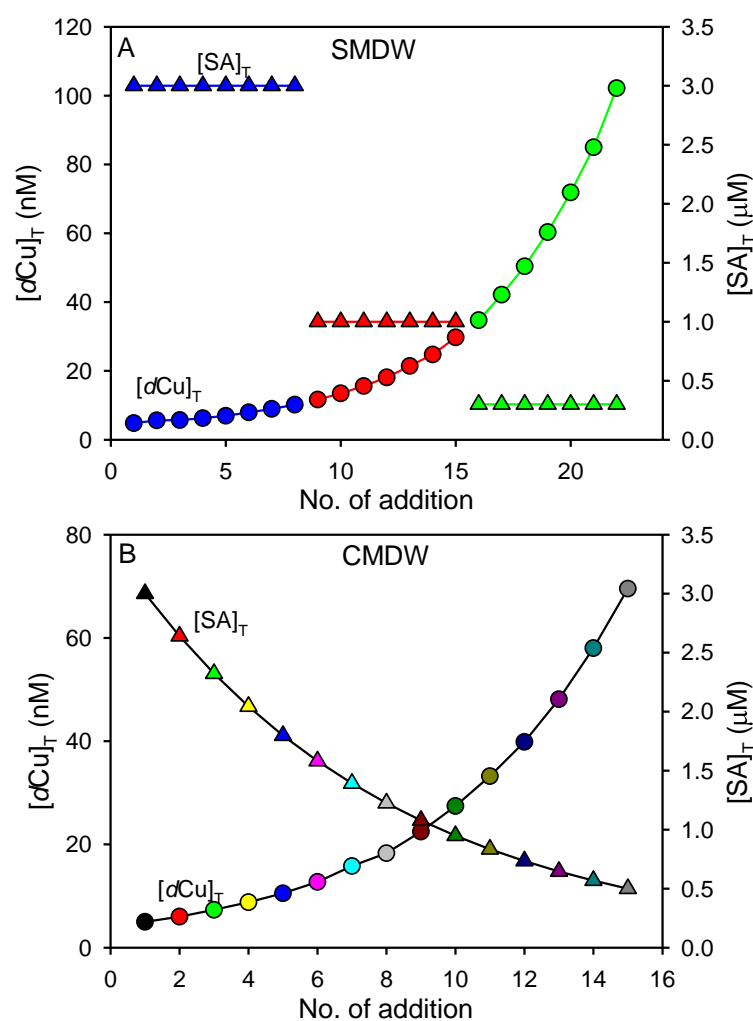 A
SMDW
[SA]T
[dCu]T
120
100
80
60
40
20
0
[dCu]T (nM)
3.5
3.0
2.5
2.0
1.5
1.0
0.5
0.0
[SA]T (μM)
0 5 10 15 20
No. of addition
B
CMDW
[SA]T
[dCu]T
80
60
40
20
0
[dCu]T (nM)
3.5
3.0
2.5
2.0
1.5
1.0
0.5
0.0
[SA]T (μM)
0 2 4 6 8 10 12 14 16
No. of addition